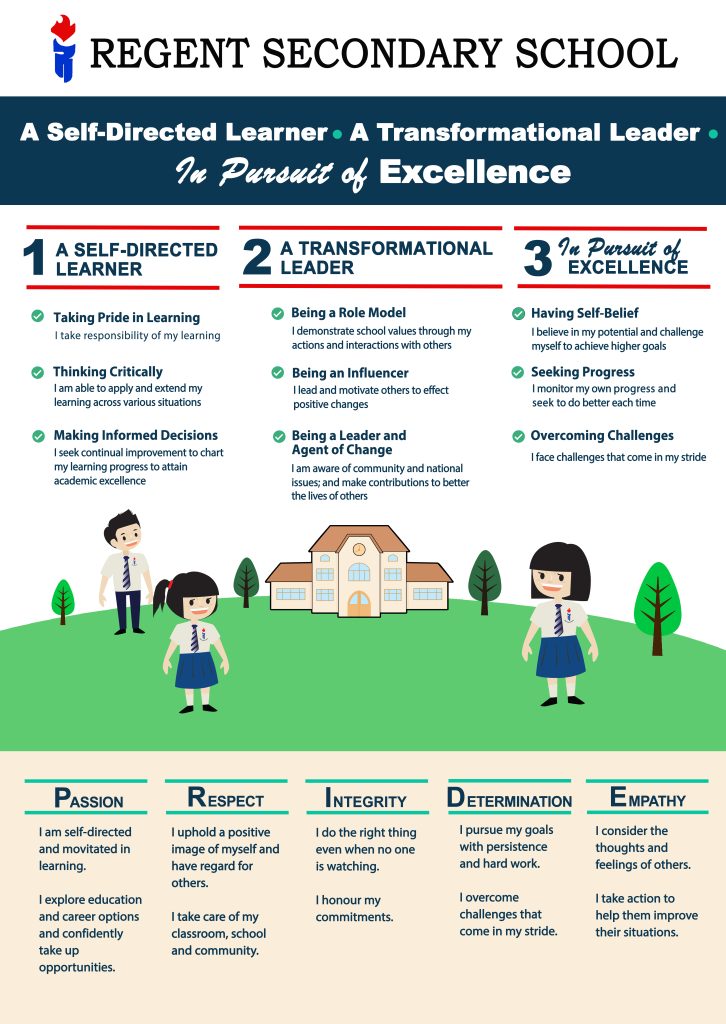 REGENT SECONDARY SCHOOL
A Self-Directed Learner • A Transformational Leader •
In Pursuit of Excellence
1 A SELF-DIRECTED
LEARNER
Taking Pride in Learning
I take responsibility of my learning
Thinking Critically
I am able to apply and extend my
learning across various situations
Making Informed Decisions
I seek continual improvement to chart
my learning progress to attain
academic excellence
2 A TRANSFORMATIONAL
LEADER
Being a Role Model
I demonstrate school values through my
actions and interactions with others
Being an Influencer
I lead and motivate others to effect
positive changes
Being a Leader and
Agent of Change
I am aware of community and national
issues; and make contributions to better
the lives of others
3 In Pursuit of
EXCELLENCE
Having Self-Belief
I believe in my potential and challenge
myself to achieve higher goals
Seeking Progress
I monitor my own progress and
seek to do better each time
Overcoming Challenges
I face challenges that come in my stride
PASSION
I am self-directed
and movitated in
learning.
I explore education
and career options
and confidently
take up
opportunities.
RESPECT
I uphold a positive
image of myself and
have regard for
others.
I take care of my
classroom, school
and community.
INTEGRITY
I do the right thing
even when no one
is watching.
I honour my
commitments.
DETERMINATION
I pursue my goals
with persistence
and hard work.
I overcome
challenges that
come in my stride.
EMPATHY
I consider the
thoughts and
feelings of others.
I take action to
help them improve
their situations.